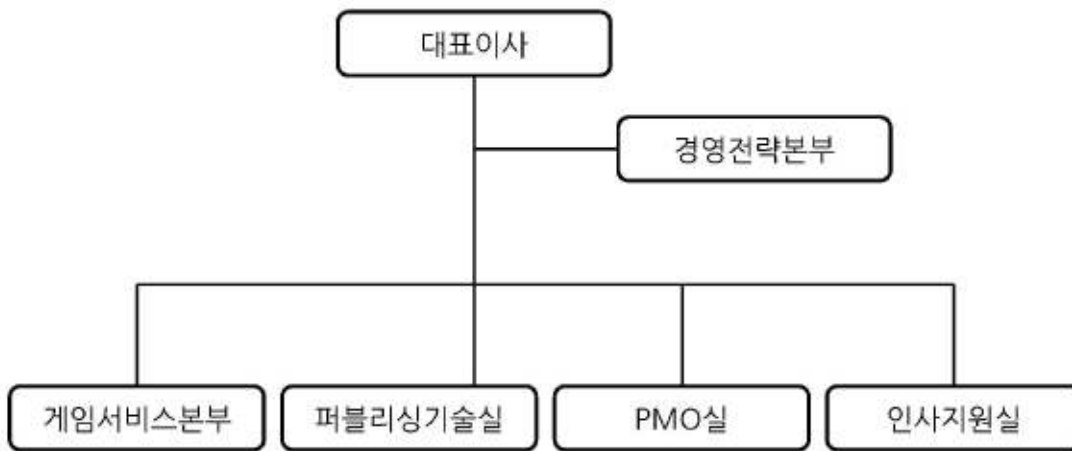 대표이사
경영전략본부
게임서비스본부
퍼블리싱기술실
PMO실
인사지원실